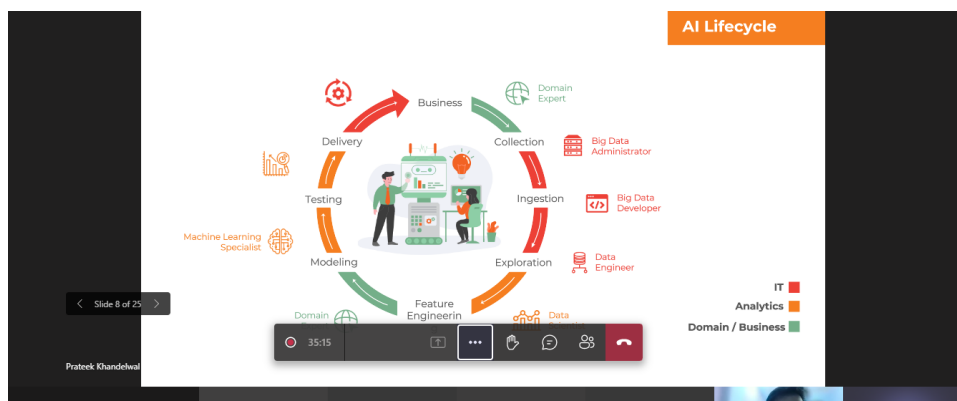 AI Lifecycle
Business
Domain
Expert
Delivery
Collection
Big Data
Administrator
Testing
Ingestion
Big Data
Developer
Machine Learning
Specialist
Modeling
Exploration
Data
Engineer
Feature
Engineerin
Domain
Data
IT
Analytics
Domain / Business
Slide 8 of 25
35:15
Prateek Khandelwal